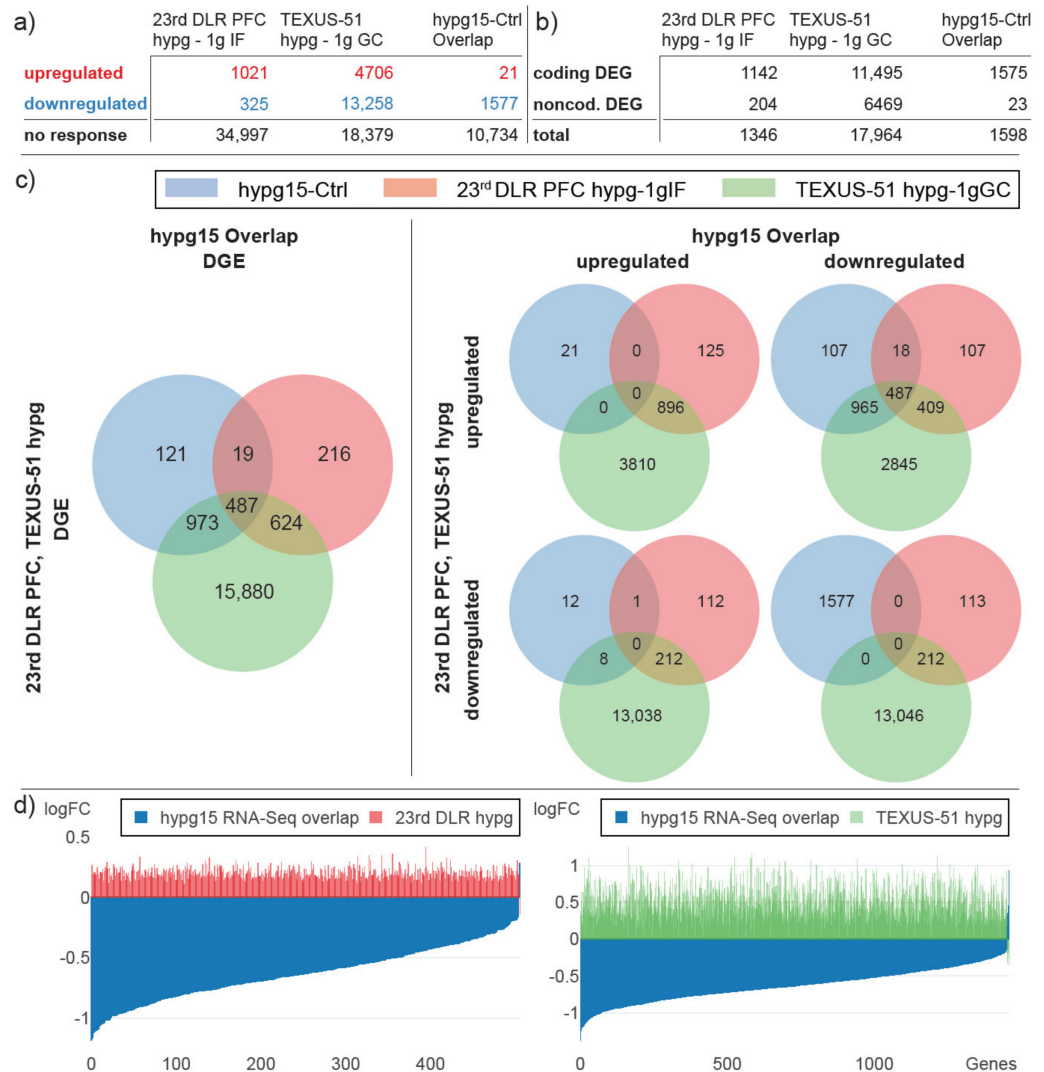 a)
23rd DLR PFC TEXUS-51 hypg15-Ctrl
hypg - 1g IF hypg - 1g GC Overlap
upregulated 1021 4706 21
downregulated 325 13,258 1577
no response 34,997 18,379 10,734
b)
23rd DLR PFC TEXUS-51 hypg15-Ctrl
hypg - 1g IF hypg - 1g GC Overlap
coding DEG 1142 11,495 1575
noncod. DEG 204 6469 23
total 1346 17,964 1598
c)
hypg15-Ctrl 23rd DLR PFC hypg-1gIF TEXUS-51 hypg-1gGC
hypg15 Overlap
DGE
23rd DLR PFC, TEXUS-51 hypg
DGE
121 19 216
487
973 624
15,880
hypg15 Overlap
upregulated downregulated
23rd DLR PFC, TEXUS-51 hypg
upregulated
21 0 125
0
0 896
3810
107 18 107
487
965 409
2845
downregulated
12 1 112
0
8 212
13,038
1577 0 113
0
0 212
13,046
d)
logFC
hypg15 RNA-Seq overlap 23rd DLR hypg
0.5
0
-0.5
-1
0 100 200 300 400
logFC
hypg15 RNA-Seq overlap TEXUS-51 hypg
1
0.5
0
-0.5
-1
0 500 1000 Genes